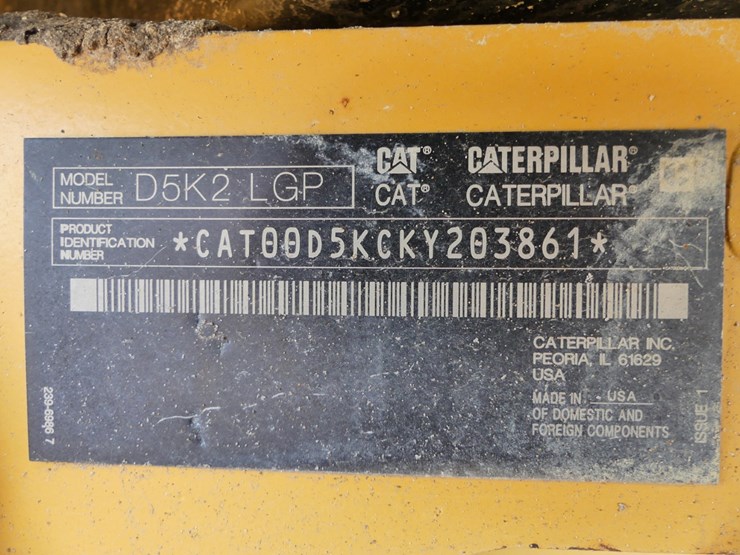 CAT® CATERPILLAR®
MODEL NUMBER D5K2 LGP CAT® CATERPILLAR®
PRODUCT IDENTIFICATION NUMBER *CAT00D5KCKY203861*
CATERPILLAR INC.
PEORIA, IL 61629
USA
MADE IN - USA
OF DOMESTIC AND
FOREIGN COMPONENTS
ISSUE 1
239-6986 7